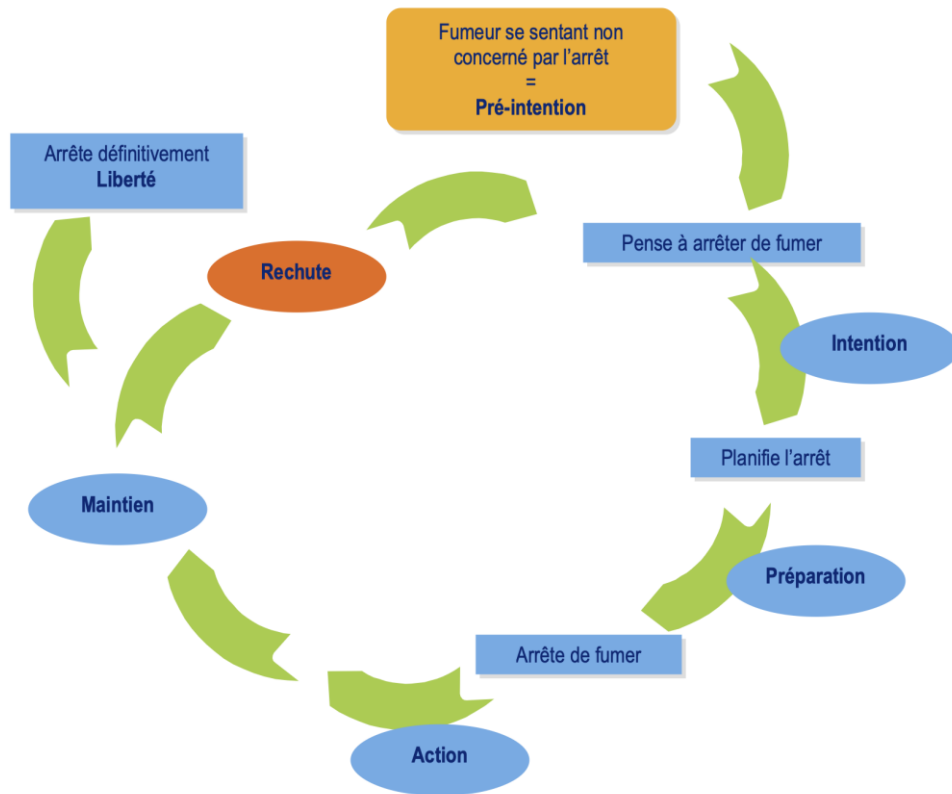 Fumeur se sentant non
concerné par l'arrêt
=
Pré-intention
Arrête définitivement
Liberté
Pense à arrêter de fumer
Rechute
Intention
Planifie l'arrêt
Maintien
Préparation
Arrête de fumer
Action